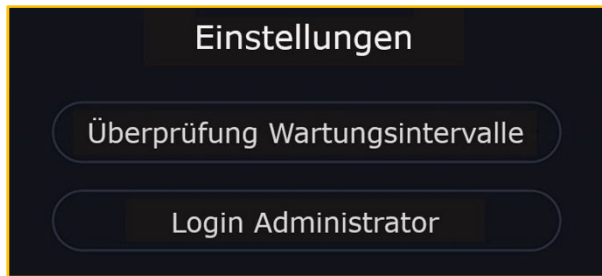 Einstellungen
Überprüfung Wartungsintervalle
Login Administrator